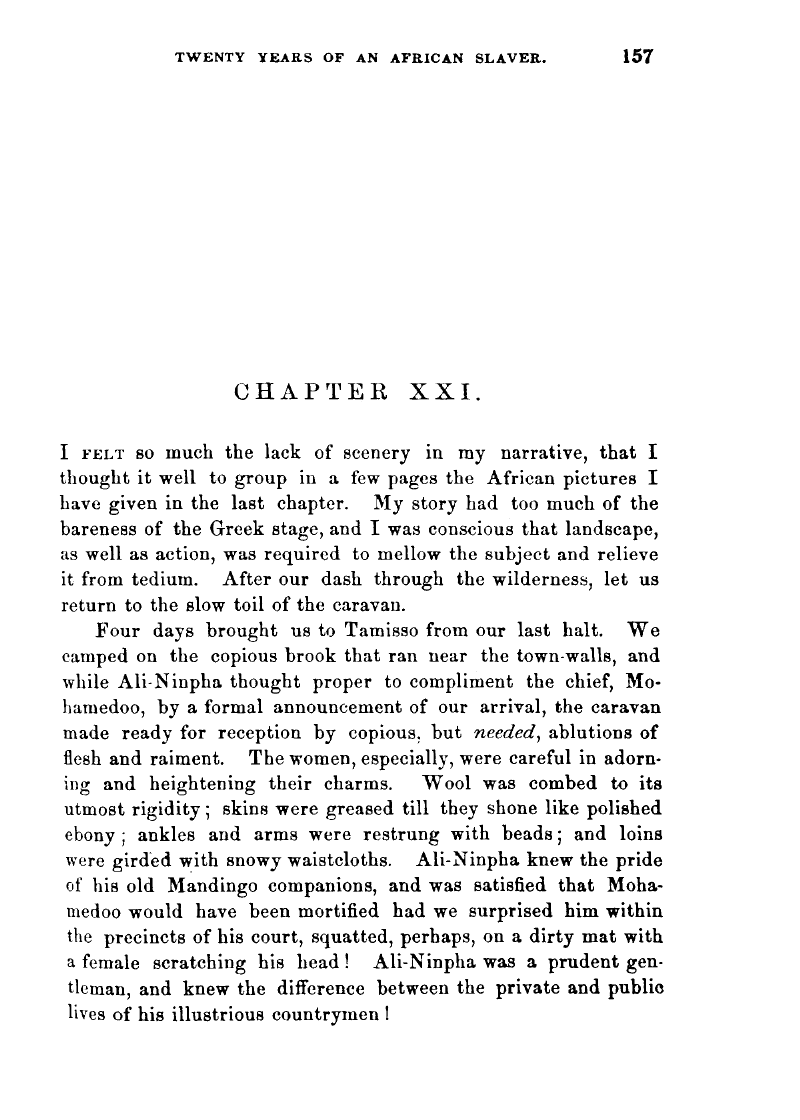 TWENTY YEARS OF AN AFRICAN SLAVER. 157
CHAPTER XXI.
I FELT so much the lack of scenery in my narrative, that I
thought it well to group in a few pages the African pictures I
have given in the last chapter. My story had too much of the
bareness of the Greek stage, and I was conscious that landscape,
as well as action, was required to mellow the subject and relieve
it from tedium. After our dash through the wilderness, let us
return to the slow toil of the caravan.
Four days brought us to Tamisso from our last halt. We
camped on the copious brook that ran near the town-walls, and
while Ali-Ninpha thought proper to compliment the chief, Mo-
hamedoo, by a formal announcement of our arrival, the caravan
made ready for reception by copious, but needed, ablutions of
flesh and raiment. The women, especially, were careful in adorn-
ing and heightening their charms. Wool was combed to its
utmost rigidity; skins were greased till they shone like polished
ebony; ankles and arms were restrung with beads; and loins
were girded with snowy waistcloths. Ali-Ninpha knew the pride
of his old Mandingo companions, and was satisfied that Moha-
medoo would have been mortified had we surprised him within
the precincts of his court, squatted, perhaps, on a dirty mat with
a female scratching his head! Ali-Ninpha was a prudent gen-
tleman, and knew the difference between the private and public
lives of his illustrious countrymen!